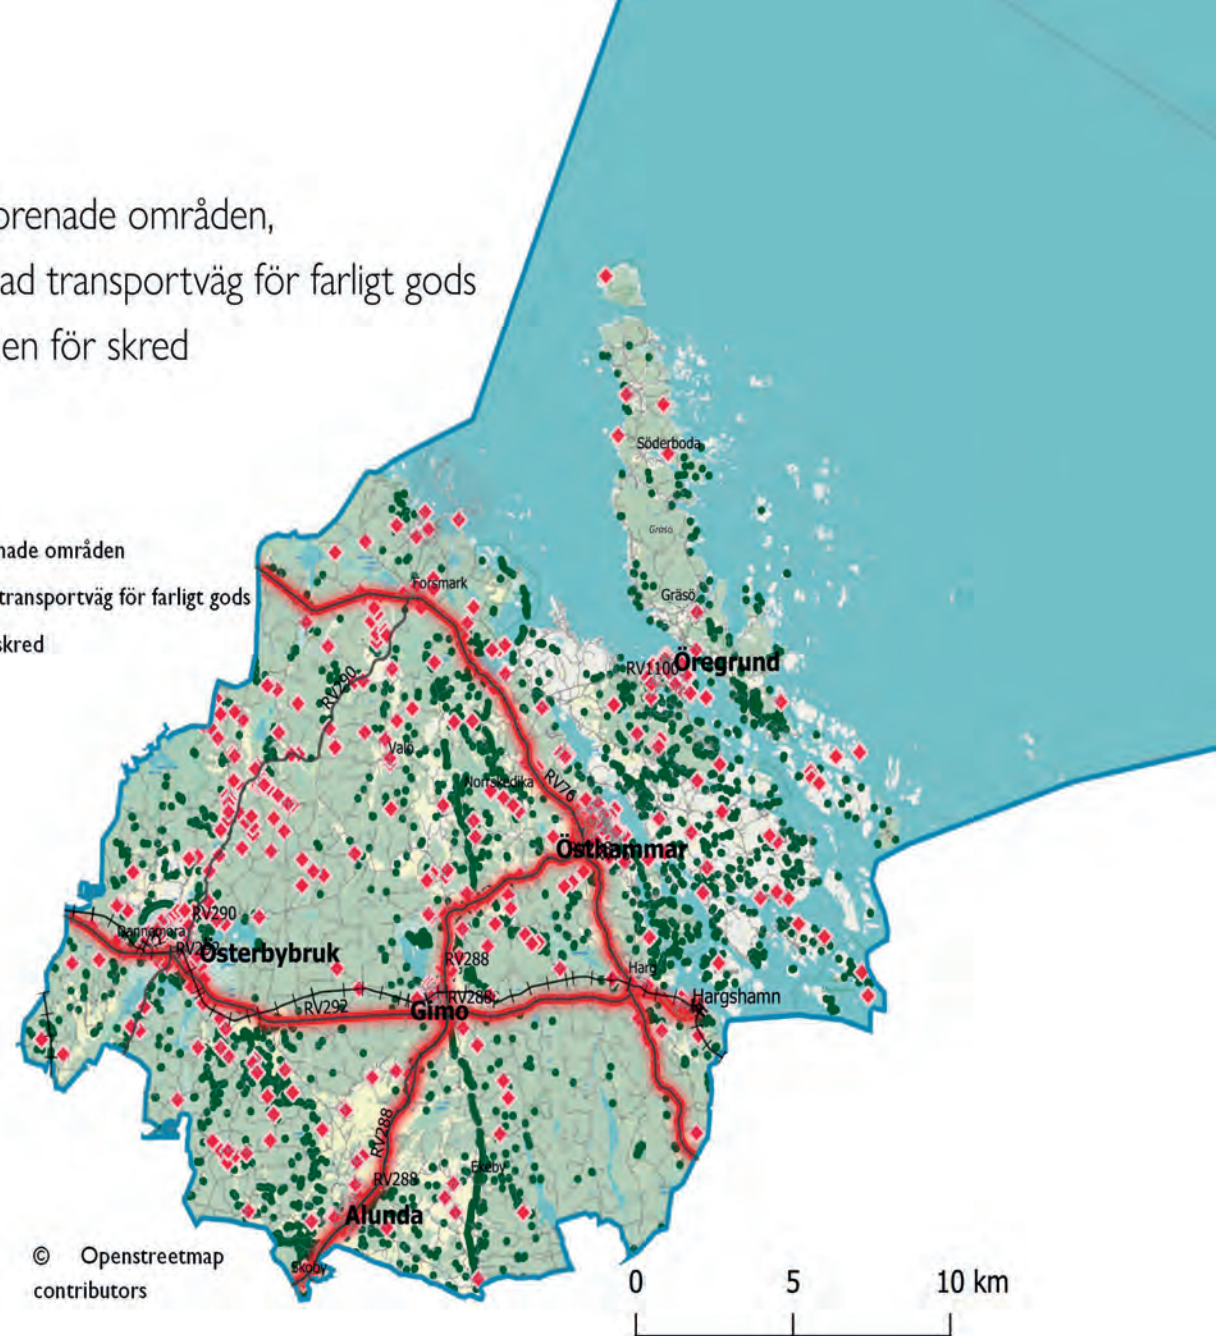 orenade områden,
ad transportväg för farligt gods
en för skred
nade områden
transportväg för farligt gods
skred
Söderboda
Gräsö
Gräsö
Forsmark
RV1100
Öregrund
RV290
Valö
Norrskedika
RV76
Östhammar
RV290
Dannemora
RV292
Österbybruk
RV288
Harg
RV288
Hargshamn
RV292
Gimo
RV288
Ekeby
RV288
Alunda
Skoby
© Openstreetmap
contributors
0 5 10 km